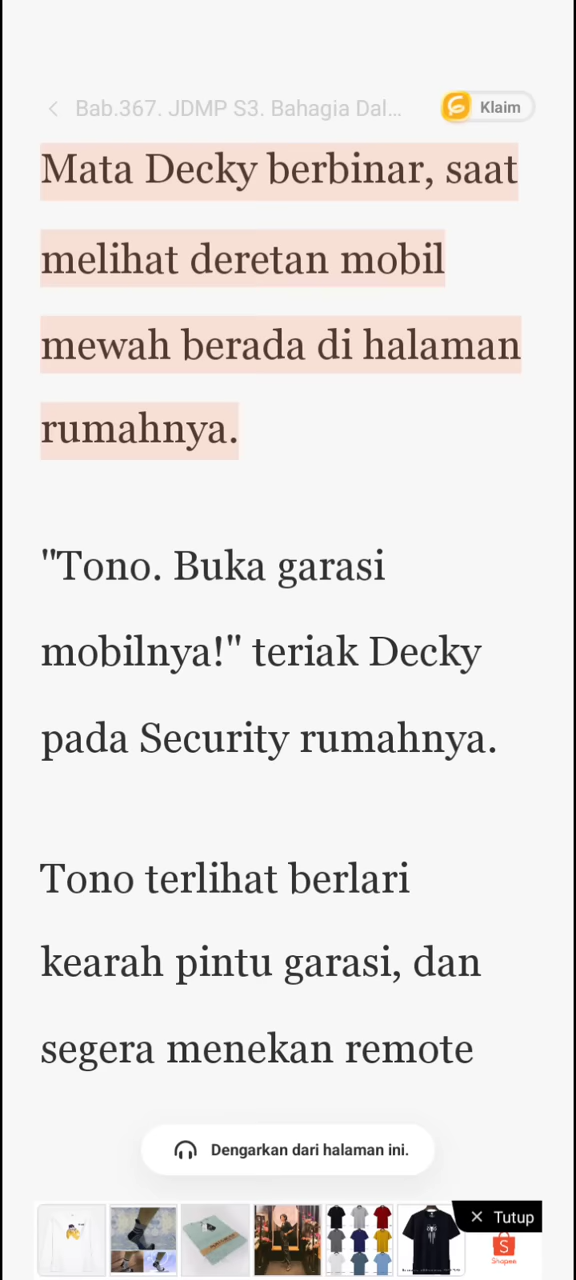 Bab.367. JDMP S3. Bahagia Dal...
Klaim
Mata Decky berbinar, saat
melihat deretan mobil
mewah berada di halaman
rumahnya.
"Tono. Buka garasi
mobilnya!" teriak Decky
pada Security rumahnya.
Tono terlihat berlari
kearah pintu garasi, dan
segera menekan remote
Dengarkan dari halaman ini.
Tutup
Shopee